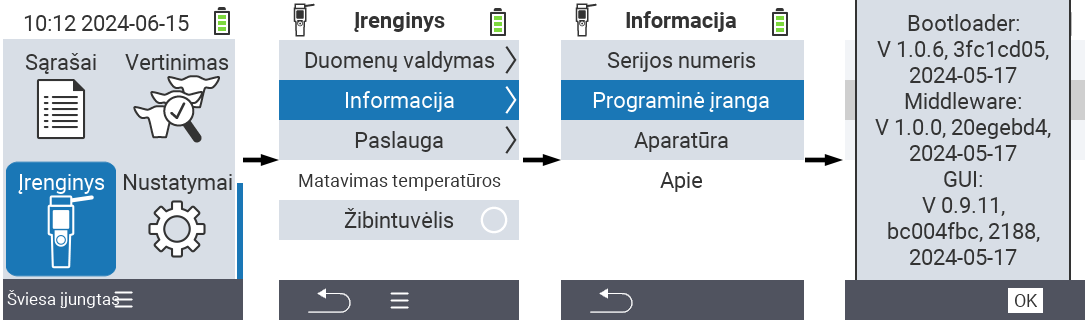 10:12 2024-06-15
Sąrašai
Vertinimas
Įrenginys
Nustatymai
Šviesa įjungtas
Įrenginys
Duomenų valdymas
Informacija
Paslauga
Matavimas temperatūros
Žibintuvėlis
Informacija
Serijos numeris
Programinė įranga
Aparatūra
Apie
Bootloader:
V 1.0.6, 3fc1cd05,
2024-05-17
Middleware:
V 1.0.0, 20egebd4,
2024-05-17
GUI:
V 0.9.11,
bc004fbc, 2188,
2024-05-17
OK